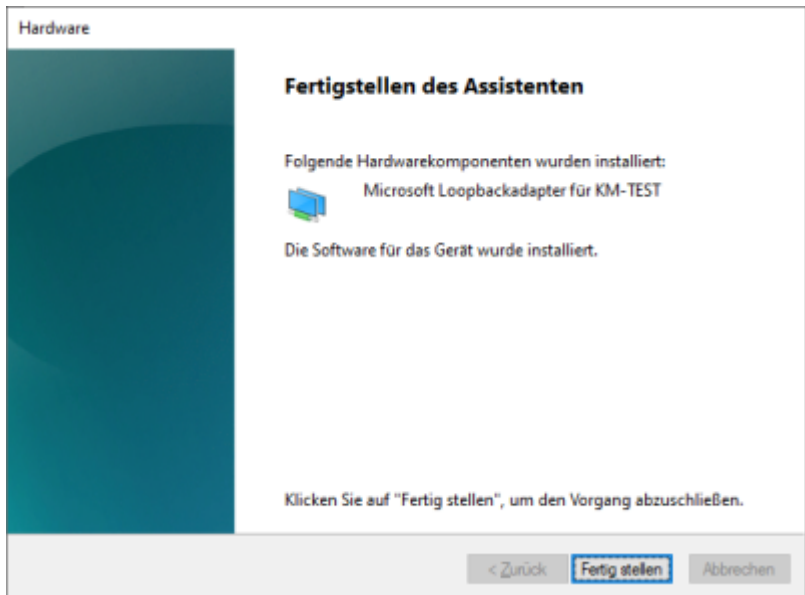 Hardware
Fertigstellen des Assistenten
Folgende Hardwarekomponenten wurden installiert:
Microsoft Loopbackadapter für KM-TEST
Die Software für das Gerät wurde installiert.
Klicken Sie auf "Fertig stellen", um den Vorgang abzuschließen.
< Zurück Fertig stellen Abbrechen